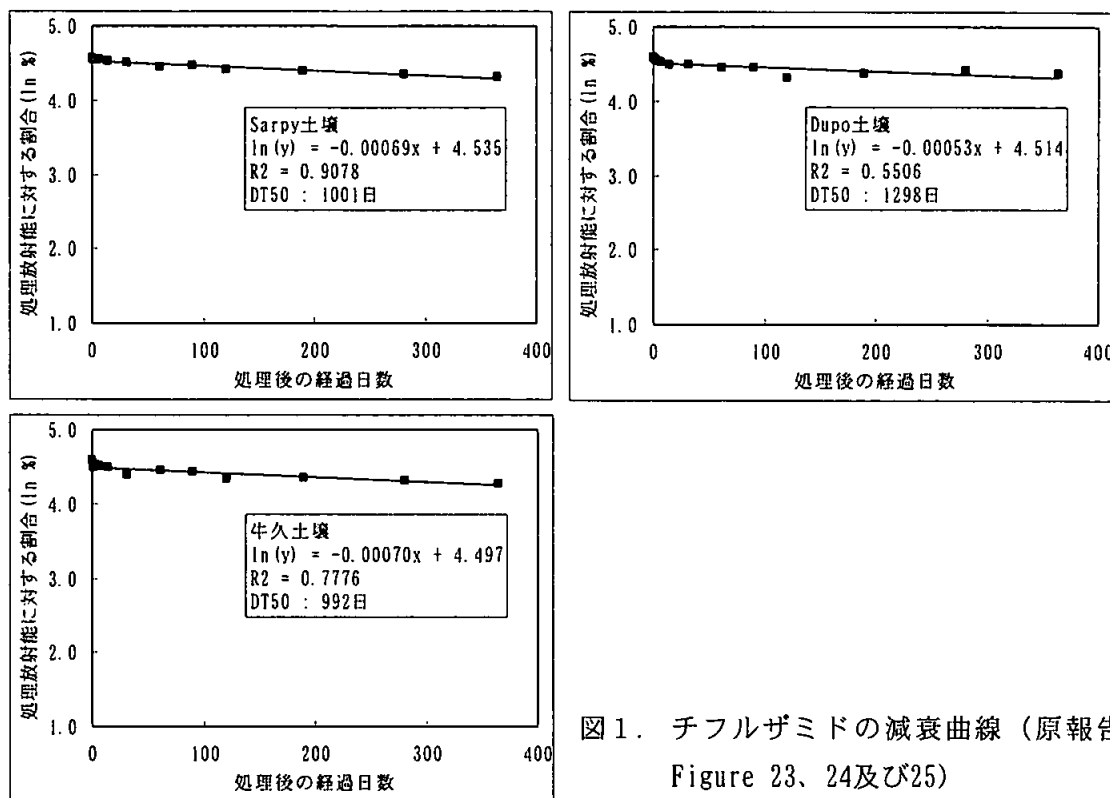 処理放射能に対する割合(ln %)
5.0
4.0
3.0
2.0
1.0
Sarpy土壌
ln(y) = -0.00069x + 4.535
R2 = 0.9078
DT50 : 1001日
0 100 200 300 400
処理後の経過日数
処理放射能に対する割合(ln %)
5.0
4.0
3.0
2.0
1.0
Dupo土壌
ln(y) = -0.00053x + 4.514
R2 = 0.5506
DT50 : 1298日
0 100 200 300 400
処理後の経過日数
処理放射能に対する割合(ln %)
5.0
4.0
3.0
2.0
1.0
牛久土壌
ln(y) = -0.00070x + 4.497
R2 = 0.7776
DT50 : 992日
0 100 200 300 400
処理後の経過日数
図1. チフルザミドの減衰曲線（原報告
Figure 23、24及び25）